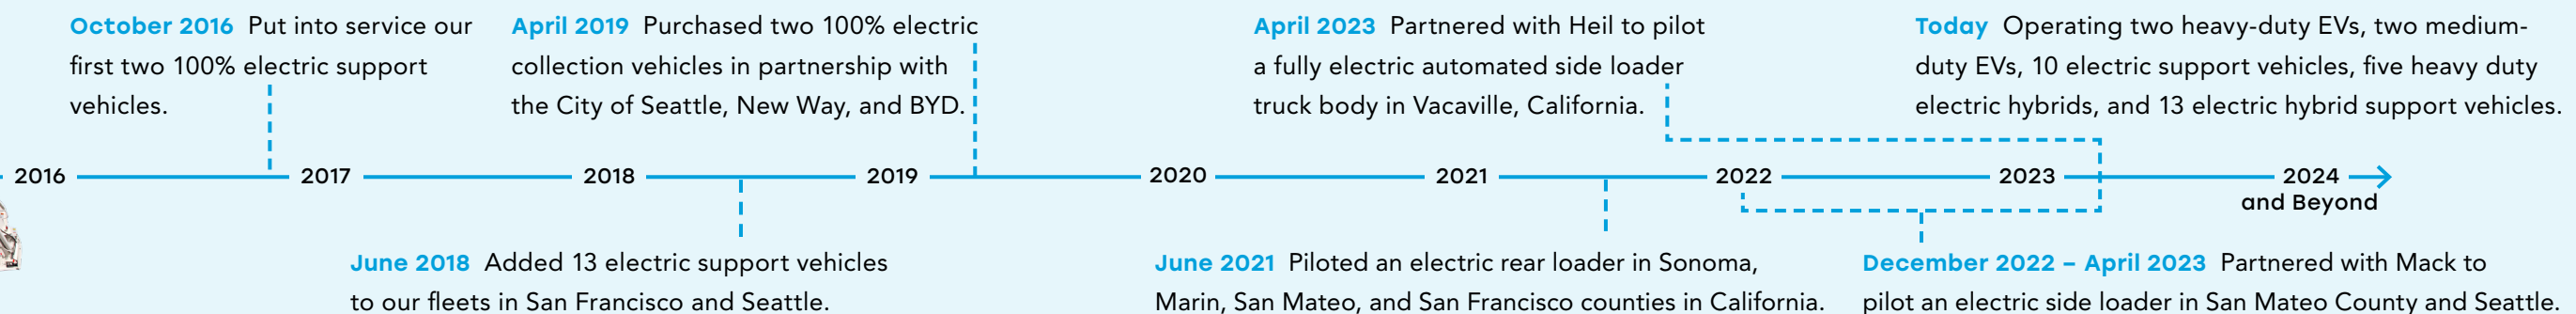 October 2016 Put into service our
first two 100% electric support
vehicles.
April 2019 Purchased two 100% electric
collection vehicles in partnership with
the City of Seattle, New Way, and BYD.
April 2023 Partnered with Heil to pilot
a fully electric automated side loader
truck body in Vacaville, California.
Today Operating two heavy-duty EVs, two medium-
duty EVs, 10 electric support vehicles, five heavy duty
electric hybrids, and 13 electric hybrid support vehicles.
2016 2017 2018 2019 2020 2021 2022 2023 2024
and Beyond
June 2018 Added 13 electric support vehicles
to our fleets in San Francisco and Seattle.
June 2021 Piloted an electric rear loader in Sonoma,
Marin, San Mateo, and San Francisco counties in California.
December 2022 – April 2023 Partnered with Mack to
pilot an electric side loader in San Mateo County and Seattle.